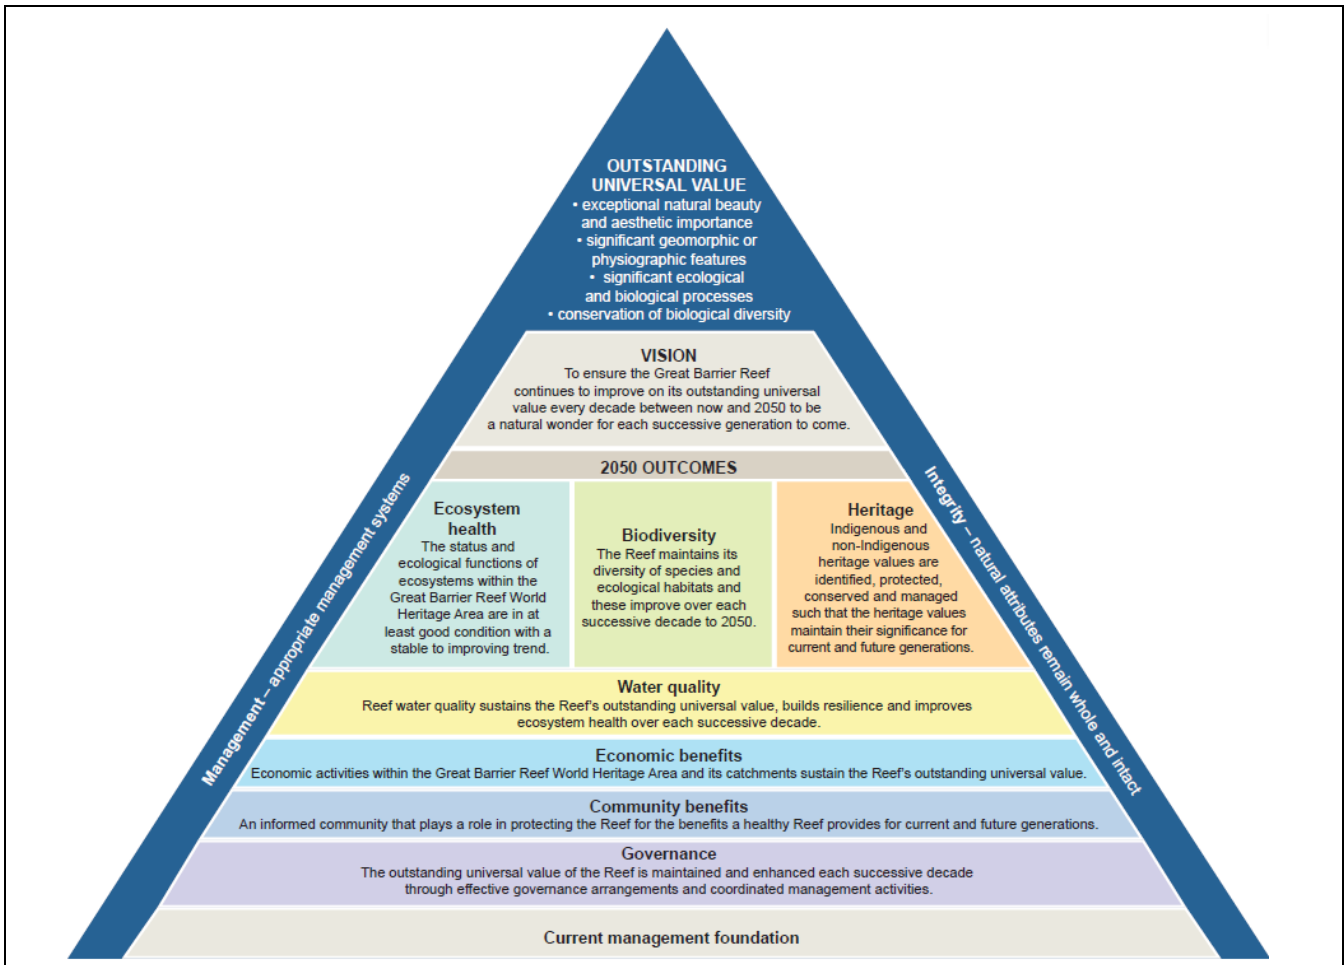 OUTSTANDING
UNIVERSAL VALUE
• exceptional natural beauty
and aesthetic importance
• significant geomorphic or
physiographic features
• significant ecological
and biological processes
• conservation of biological diversity
VISION
To ensure the Great Barrier Reef
continues to improve on its outstanding universal
value every decade between now and 2050 to be
a natural wonder for each successive generation to come.
2050 OUTCOMES
Ecosystem
health
The status and
ecological functions of
ecosystems within the
Great Barrier Reef World
Heritage Area are in at
least good condition with a
stable to improving trend.
Biodiversity
The Reef maintains its
diversity of species and
ecological habitats and
these improve over each
successive decade to 2050.
Heritage
Indigenous and
non-Indigenous
heritage values are
identified, protected,
conserved and managed
such that the heritage values
maintain their significance for
current and future generations.
Water quality
Reef water quality sustains the Reef's outstanding universal value, builds resilience and improves
ecosystem health over each successive decade.
Economic benefits
Economic activities within the Great Barrier Reef World Heritage Area and its catchments sustain the Reef's outstanding universal value.
Community benefits
An informed community that plays a role in protecting the Reef for the benefits a healthy Reef provides for current and future generations.
Governance
The outstanding universal value of the Reef is maintained and enhanced each successive decade
through effective governance arrangements and coordinated management activities.
Current management foundation
Management – appropriate management systems
Integrity – natural attributes remain whole and intact